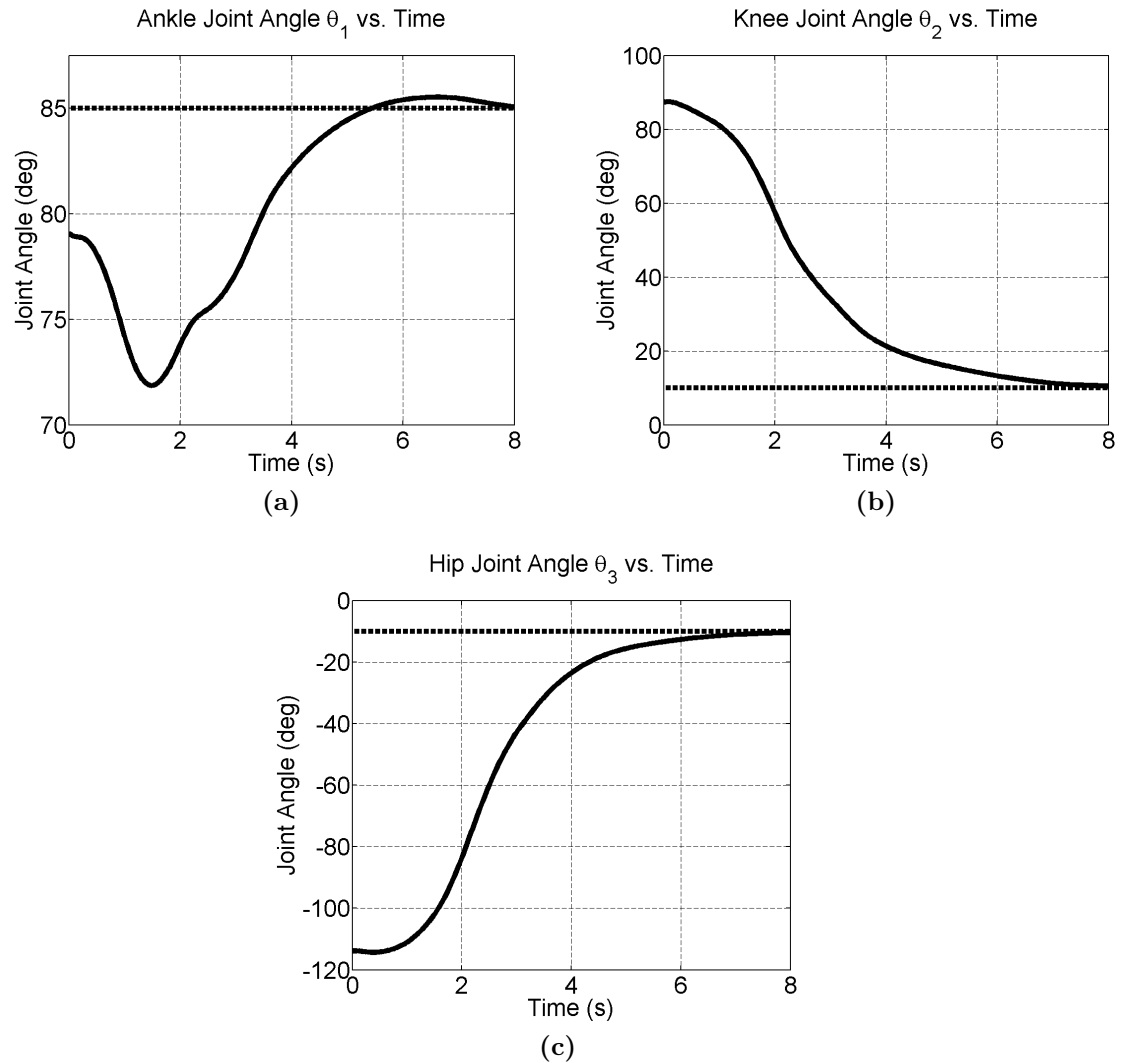 Ankle Joint Angle θ1 vs. Time
Joint Angle (deg)
85
80
75
70
0 2 4 6 8
Time (s)
(a)
Knee Joint Angle θ2 vs. Time
Joint Angle (deg)
100
80
60
40
20
0
0 2 4 6 8
Time (s)
(b)
Hip Joint Angle θ3 vs. Time
Joint Angle (deg)
0
-20
-40
-60
-80
-100
-120
0 2 4 6 8
Time (s)
(c)